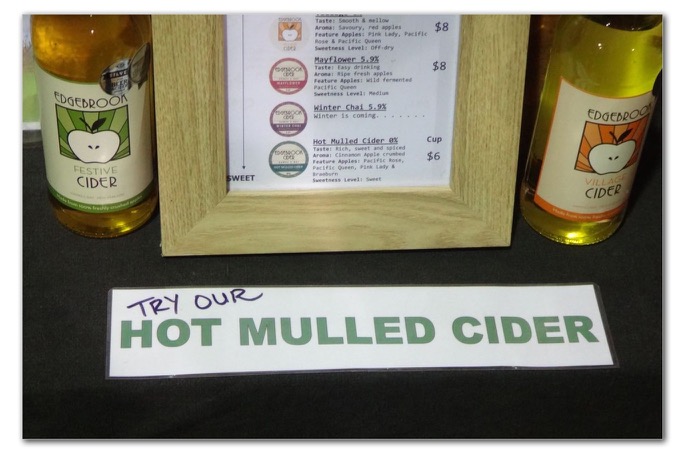 Taste: Smooth & mellow
Aroma: Savoury, red apples
Feature Apples: Pink Lady, Pacific
Rose & Pacific Queen
Sweetness Level: Off-dry
$8
Mayflower 5.9%
Taste: Easy drinking
Aroma: Ripe fresh apples
Feature Apples: Wild fermented
Pacific Queen
Sweetness Level: Medium
$8
Winter Chai 5.9%
Winter is coming........
Hot Mulled Cider 0%
Cup
Taste: Rich, sweet and spiced
Aroma: Cinnamon Apple crumbed
Feature Apples: Pacific Rose,
Pacific Queen, Pink Lady &
Braeburn
Sweetness Level: Sweet
$6
SWEET
EDGEBROOK
FESTIVE
CIDER
EDGEBROOK
VILLAGE
CIDER
TRY OUR
HOT MULLED CIDER